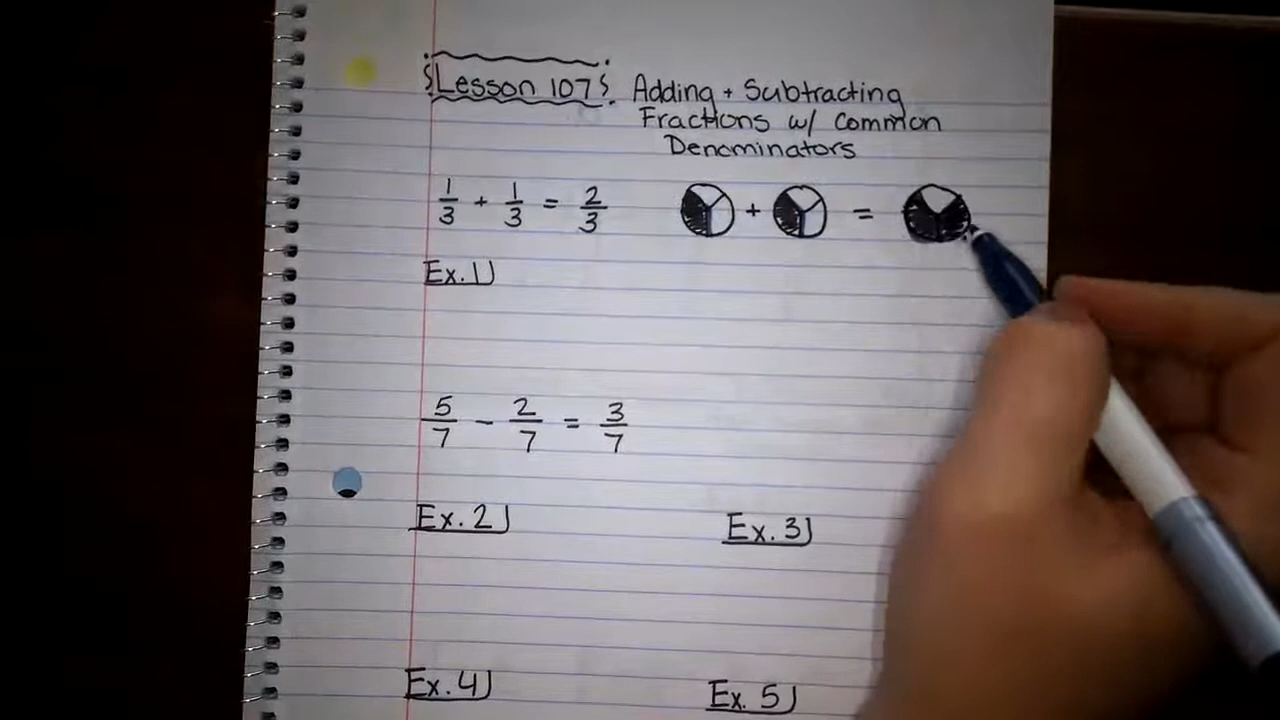 Lesson 107 Adding + Subtracting
Fractions w/ Common
Denominators
1/3 + 1/3 = 2/3 + =
Ex. 1
5/7 - 2/7 = 3/7
Ex. 2 Ex. 3
Ex. 4 Ex. 5